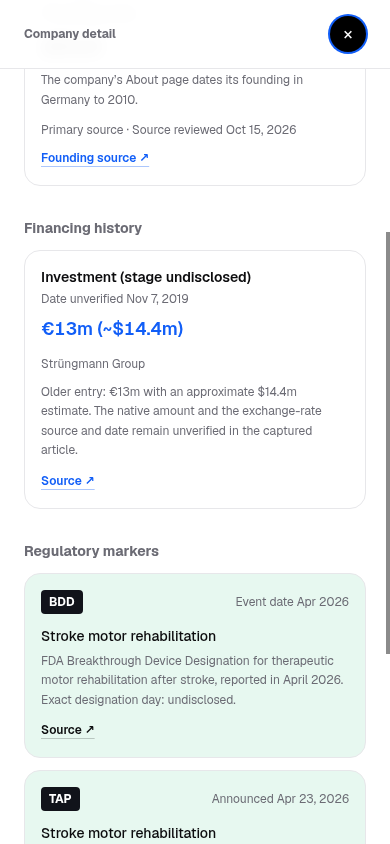 Company detail
×
The company's About page dates its founding in
Germany to 2010.
Primary source · Source reviewed Oct 15, 2026
Founding source ↗
Financing history
Investment (stage undisclosed)
Date unverified Nov 7, 2019
€13m (~$14.4m)
Strüngmann Group
Older entry: €13m with an approximate $14.4m
estimate. The native amount and the exchange-rate
source and date remain unverified in the captured
article.
Source ↗
Regulatory markers
BDD
Event date Apr 2026
Stroke motor rehabilitation
FDA Breakthrough Device Designation for therapeutic
motor rehabilitation after stroke, reported in April 2026.
Exact designation day: undisclosed.
Source ↗
TAP
Announced Apr 23, 2026
Stroke motor rehabilitation